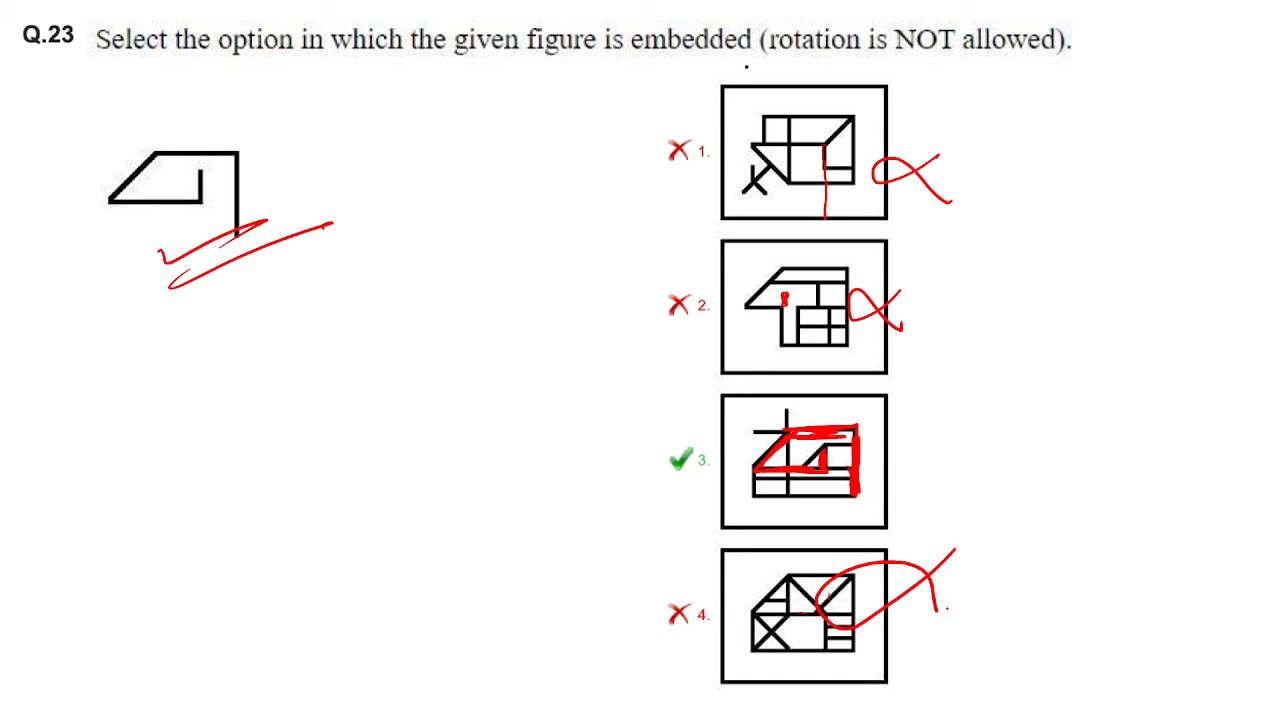 Q.23 Select the option in which the given figure is embedded (rotation is NOT allowed).
1.
2.
3.
4.